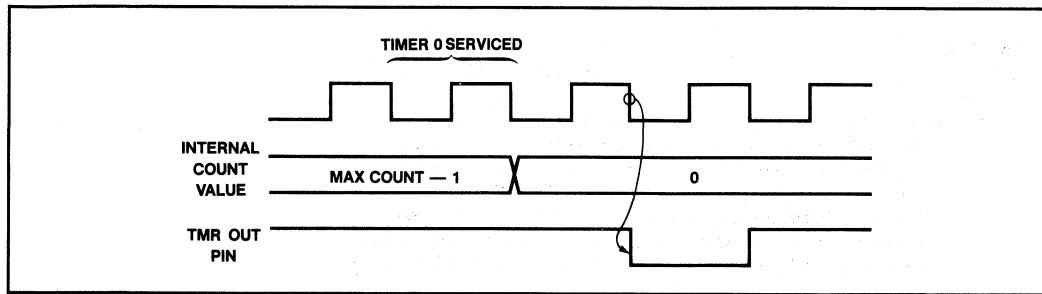 TIMER 0 SERVICED
INTERNAL
COUNT
VALUE
MAX COUNT — 1
0
TMR OUT
PIN